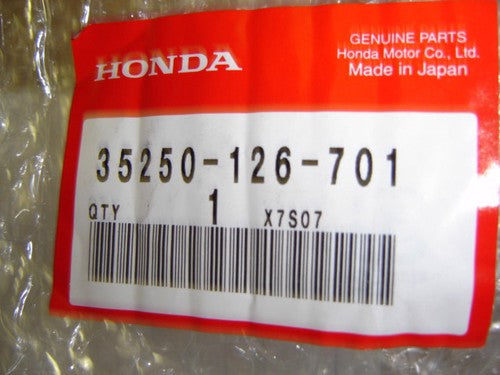 GENUINE PARTS
Honda Motor Co., Ltd.
Made in Japan
HONDA
35250-126-701
QTY 1 X7S07